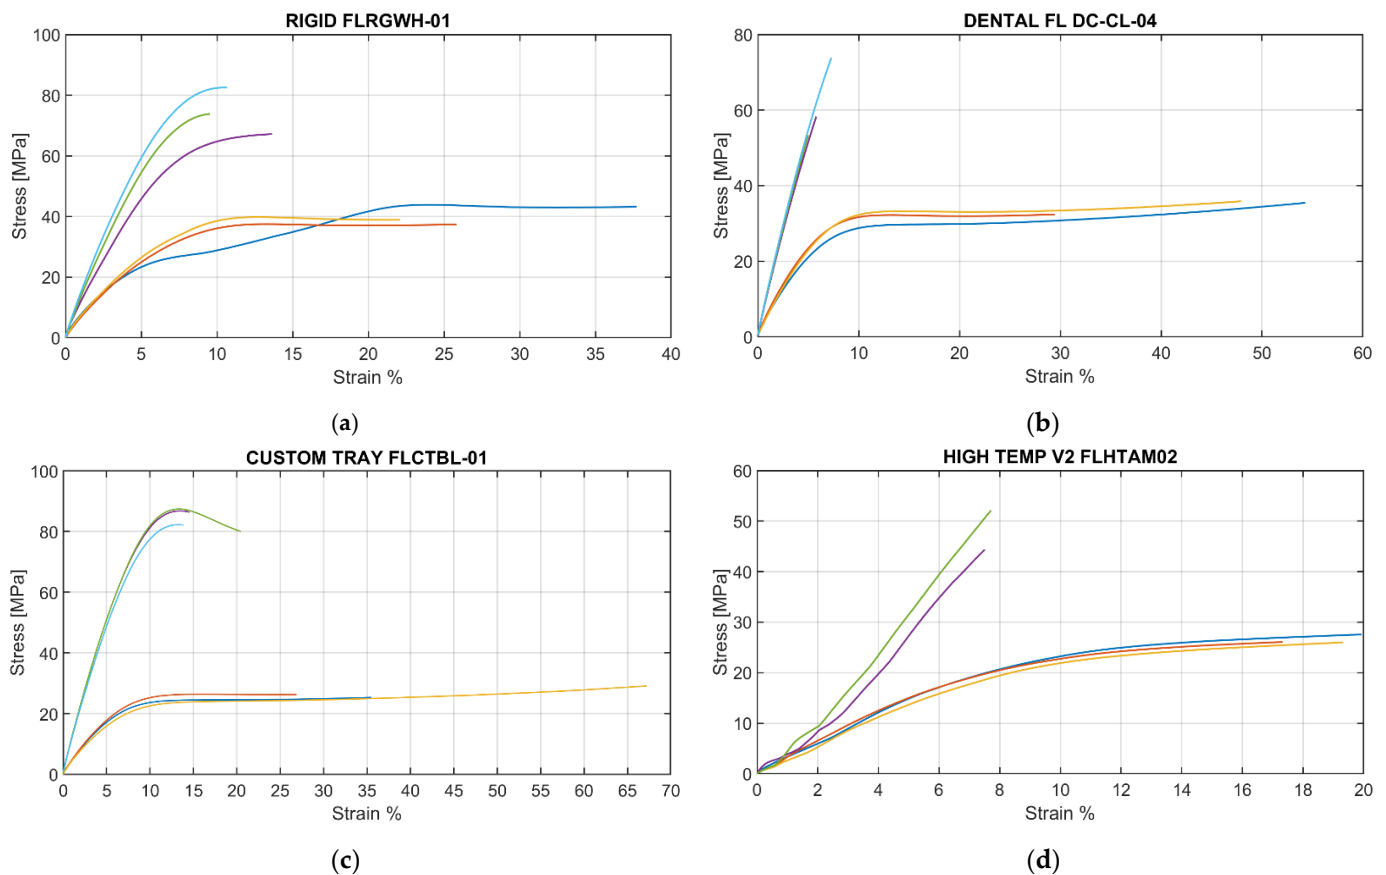 RIGID FLRGWH-01
100
80
60
40
20
0
Stress [MPa]
0 5 10 15 20 25 30 35 40
Strain %
(a)
DENTAL FL DC-CL-04
80
60
40
20
0
Stress [MPa]
0 10 20 30 40 50 60
Strain %
(b)
CUSTOM TRAY FLCTBL-01
100
80
60
40
20
0
Stress [MPa]
0 5 10 15 20 25 30 35 40 45 50 55 60 65 70
Strain %
(c)
HIGH TEMP V2 FLHTAM02
60
50
40
30
20
10
0
Stress [MPa]
0 2 4 6 8 10 12 14 16 18 20
Strain %
(d)